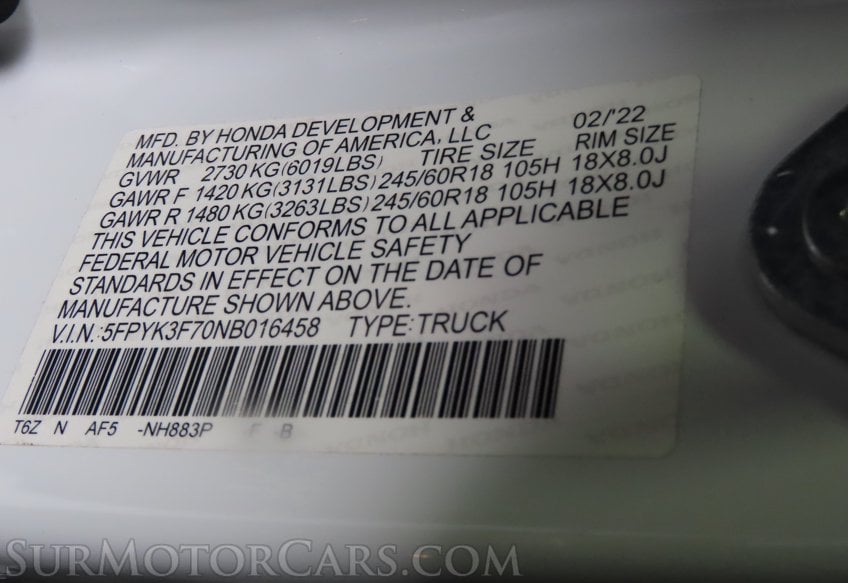 MFD. BY HONDA DEVELOPMENT & 02/'22
MANUFACTURING OF AMERICA, LLC RIM SIZE
GVWR 2730 KG(6019LBS) TIRE SIZE
GAWR F 1420 KG(3131LBS) 245/60R18 105H 18X8.0J
GAWR R 1480 KG(3263LBS) 245/60R18 105H 18X8.0J
THIS VEHICLE CONFORMS TO ALL APPLICABLE
FEDERAL MOTOR VEHICLE SAFETY
STANDARDS IN EFFECT ON THE DATE OF
MANUFACTURE SHOWN ABOVE.
V.I.N.:5FPYK3F70NB016458 TYPE:TRUCK
T6Z N AF5 -NH883P -F -B
SURMOTORCARS.COM